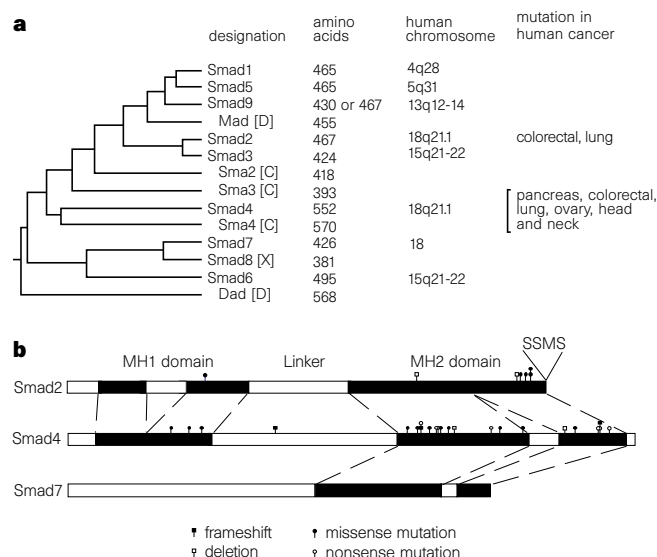 a
designation amino acids human chromosome mutation in human cancer
Smad1 465 4q28
Smad5 465 5q31
Smad9 430 or 467 13q12-14
Mad [D] 455
Smad2 467 18q21.1 colorectal, lung
Smad3 424 15q21-22
Sma2 [C] 418
Sma3 [C] 393
Smad4 552 18q21.1 pancreas, colorectal, lung, ovary, head and neck
Sma4 [C] 570
Smad7 426 18
Smad8 [X] 381
Smad6 495 15q21-22
Dad [D] 568
b
SSMS
MH1 domain Linker MH2 domain
Smad2
Smad4
Smad7
frameshift missense mutation
deletion nonsense mutation